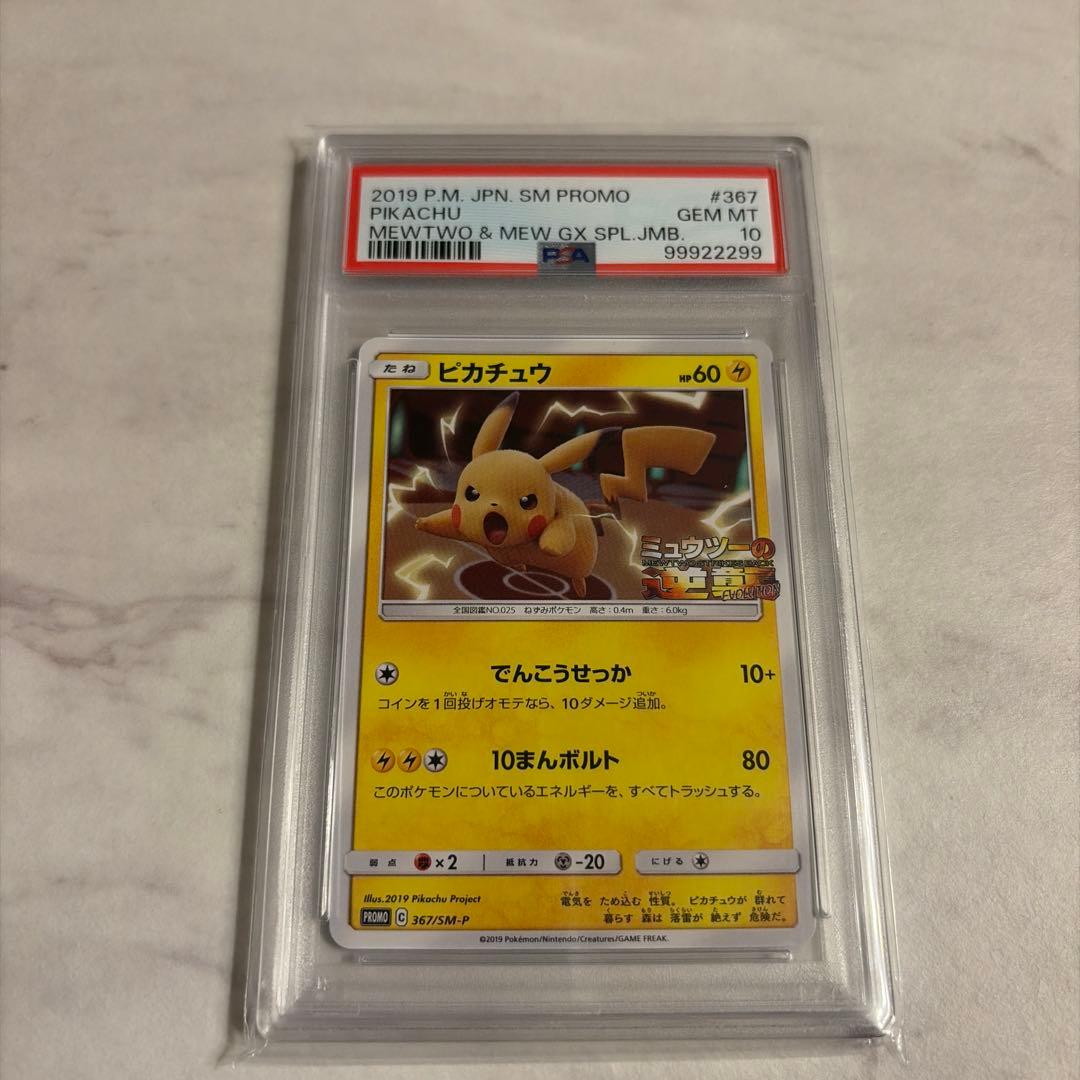 2019 P.M. JPN. SM PROMO #367
PIKACHU GEM MT
MEWTWO & MEW GX SPL.JMB. 10
PSA 99922299
たね ピカチュウ HP60
ミュウツーの
MEWTWO STRIKES BACK
逆襲
EVOLUTION
全国図鑑NO.025 ねずみポケモン 高さ:0.4m 重さ:6.0kg
でんこうせっか 10+
コインを1回投げオモテなら、10ダメージ追加。
10まんボルト 80
このポケモンについているエネルギーを、すべてトラッシュする。
弱点 ×2 抵抗力 -20 にげる
Illus.2019 Pikachu Project
電気を ため込む 性質。 ピカチュウが 群れて
暮らす 森は 落雷が 絶えず 危険だ。
PROMO C 367/SM-P
©2019 Pokémon/Nintendo/Creatures/GAME FREAK.